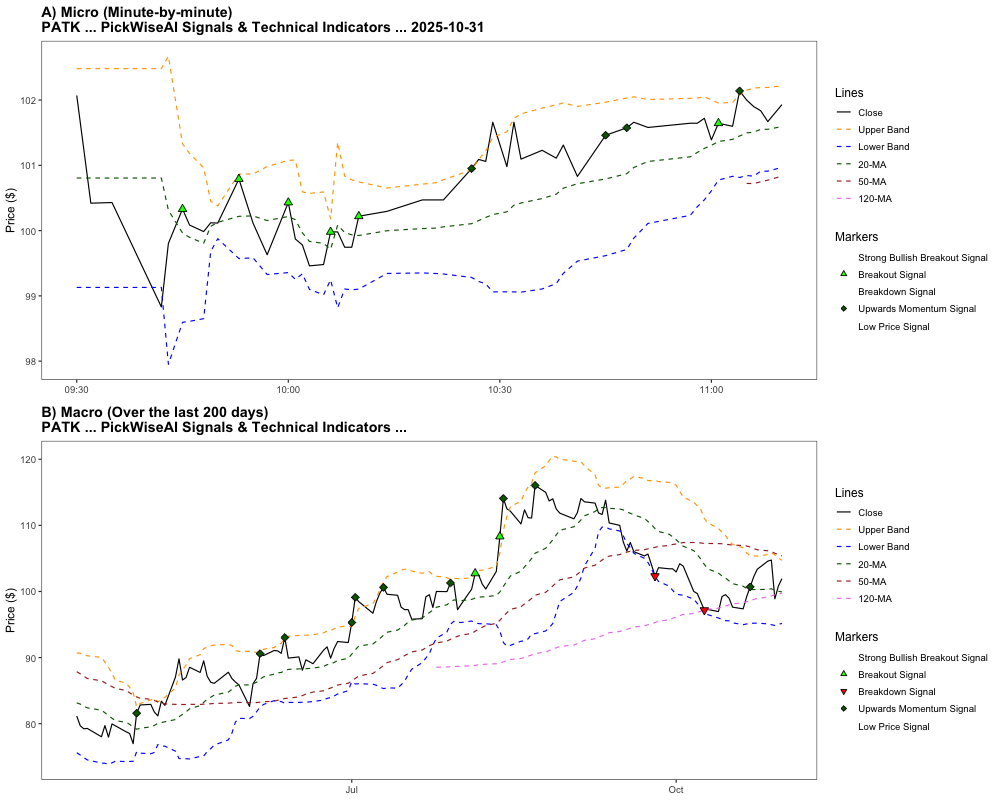 A) Micro (Minute-by-minute)
PATK ... PickWiseAI Signals & Technical Indicators ... 2025-10-31
Price ($)
102
101
100
99
98
09:30
10:00
10:30
11:00
Lines
Close
Upper Band
Lower Band
20-MA
50-MA
120-MA
Markers
Strong Bullish Breakout Signal
Breakout Signal
Breakdown Signal
Upwards Momentum Signal
Low Price Signal
B) Macro (Over the last 200 days)
PATK ... PickWiseAI Signals & Technical Indicators ...
Price ($)
120
110
100
90
80
Jul
Oct
Lines
Close
Upper Band
Lower Band
20-MA
50-MA
120-MA
Markers
Strong Bullish Breakout Signal
Breakout Signal
Breakdown Signal
Upwards Momentum Signal
Low Price Signal